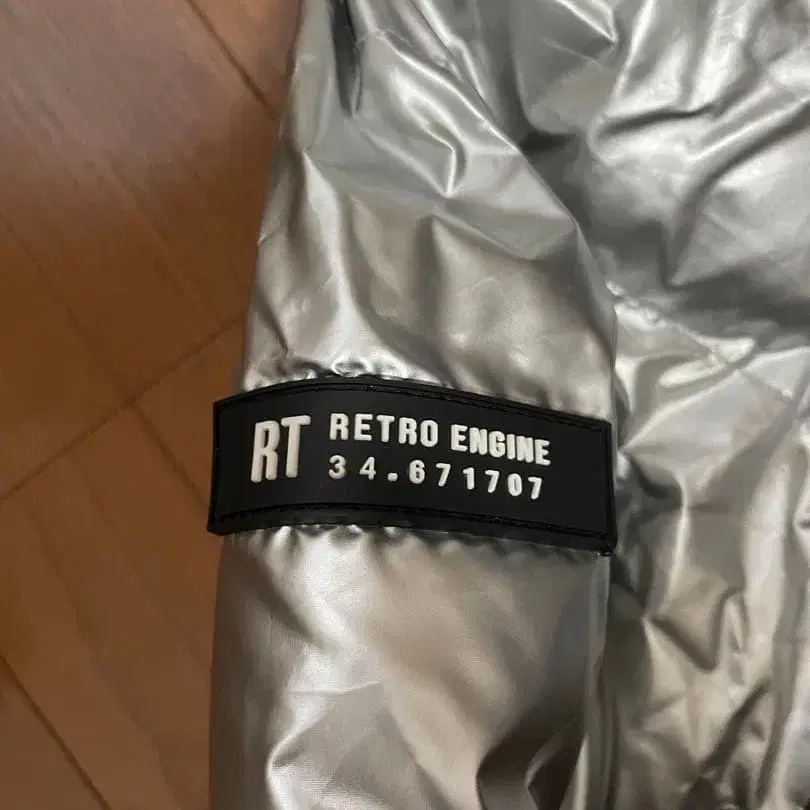 RT
RETRO ENGINE
34.671707